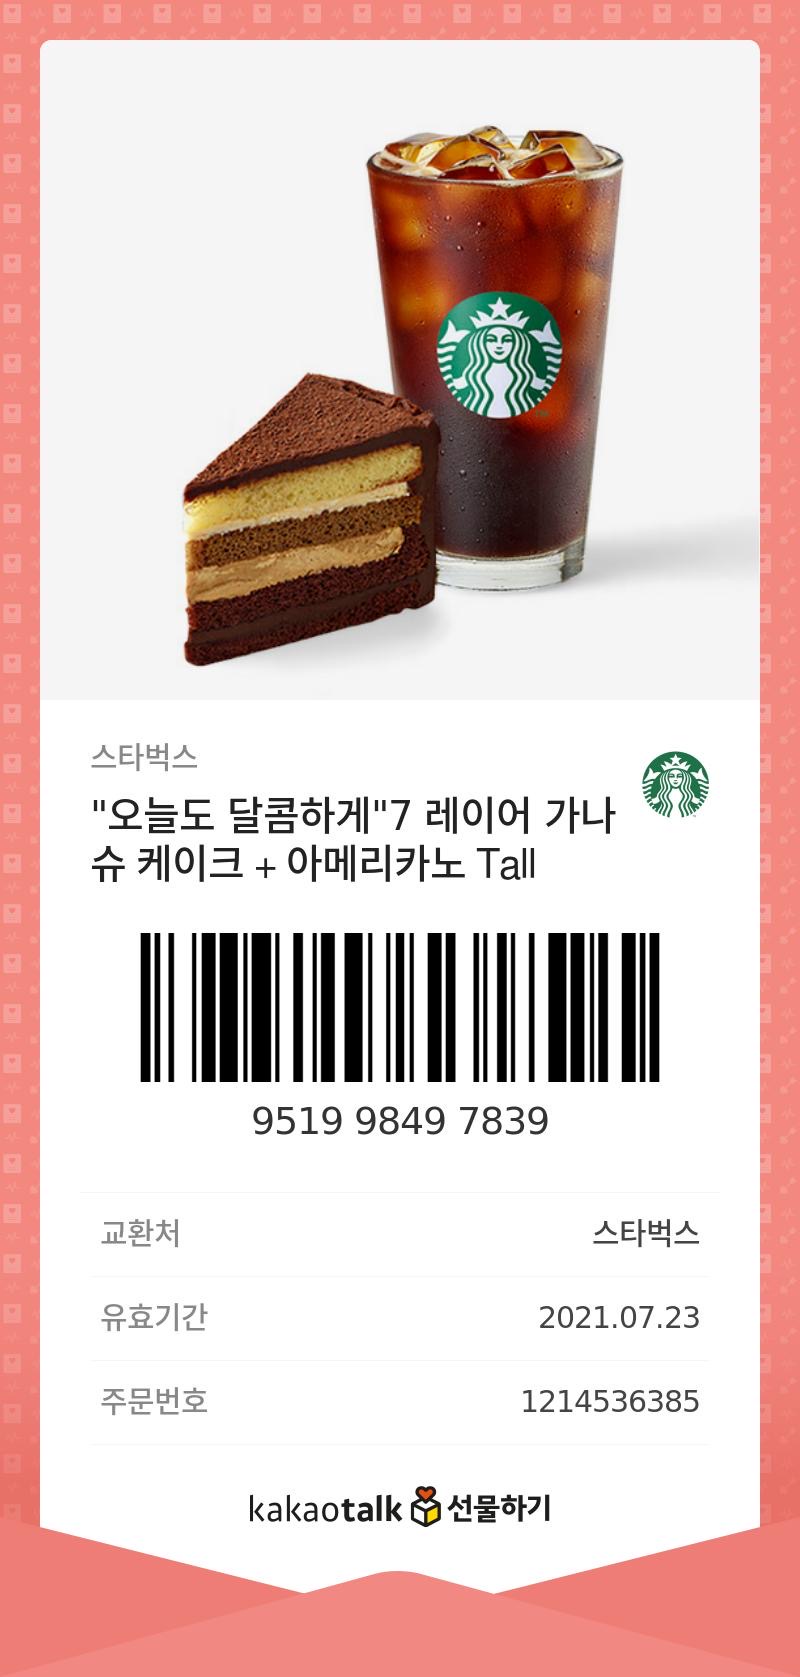 스타벅스
"오늘도 달콤하게"7 레이어 가나
슈 케이크 + 아메리카노 Tall
9519 9849 7839
교환처 스타벅스
유효기간 2021.07.23
주문번호 1214536385
kakaotalk 선물하기